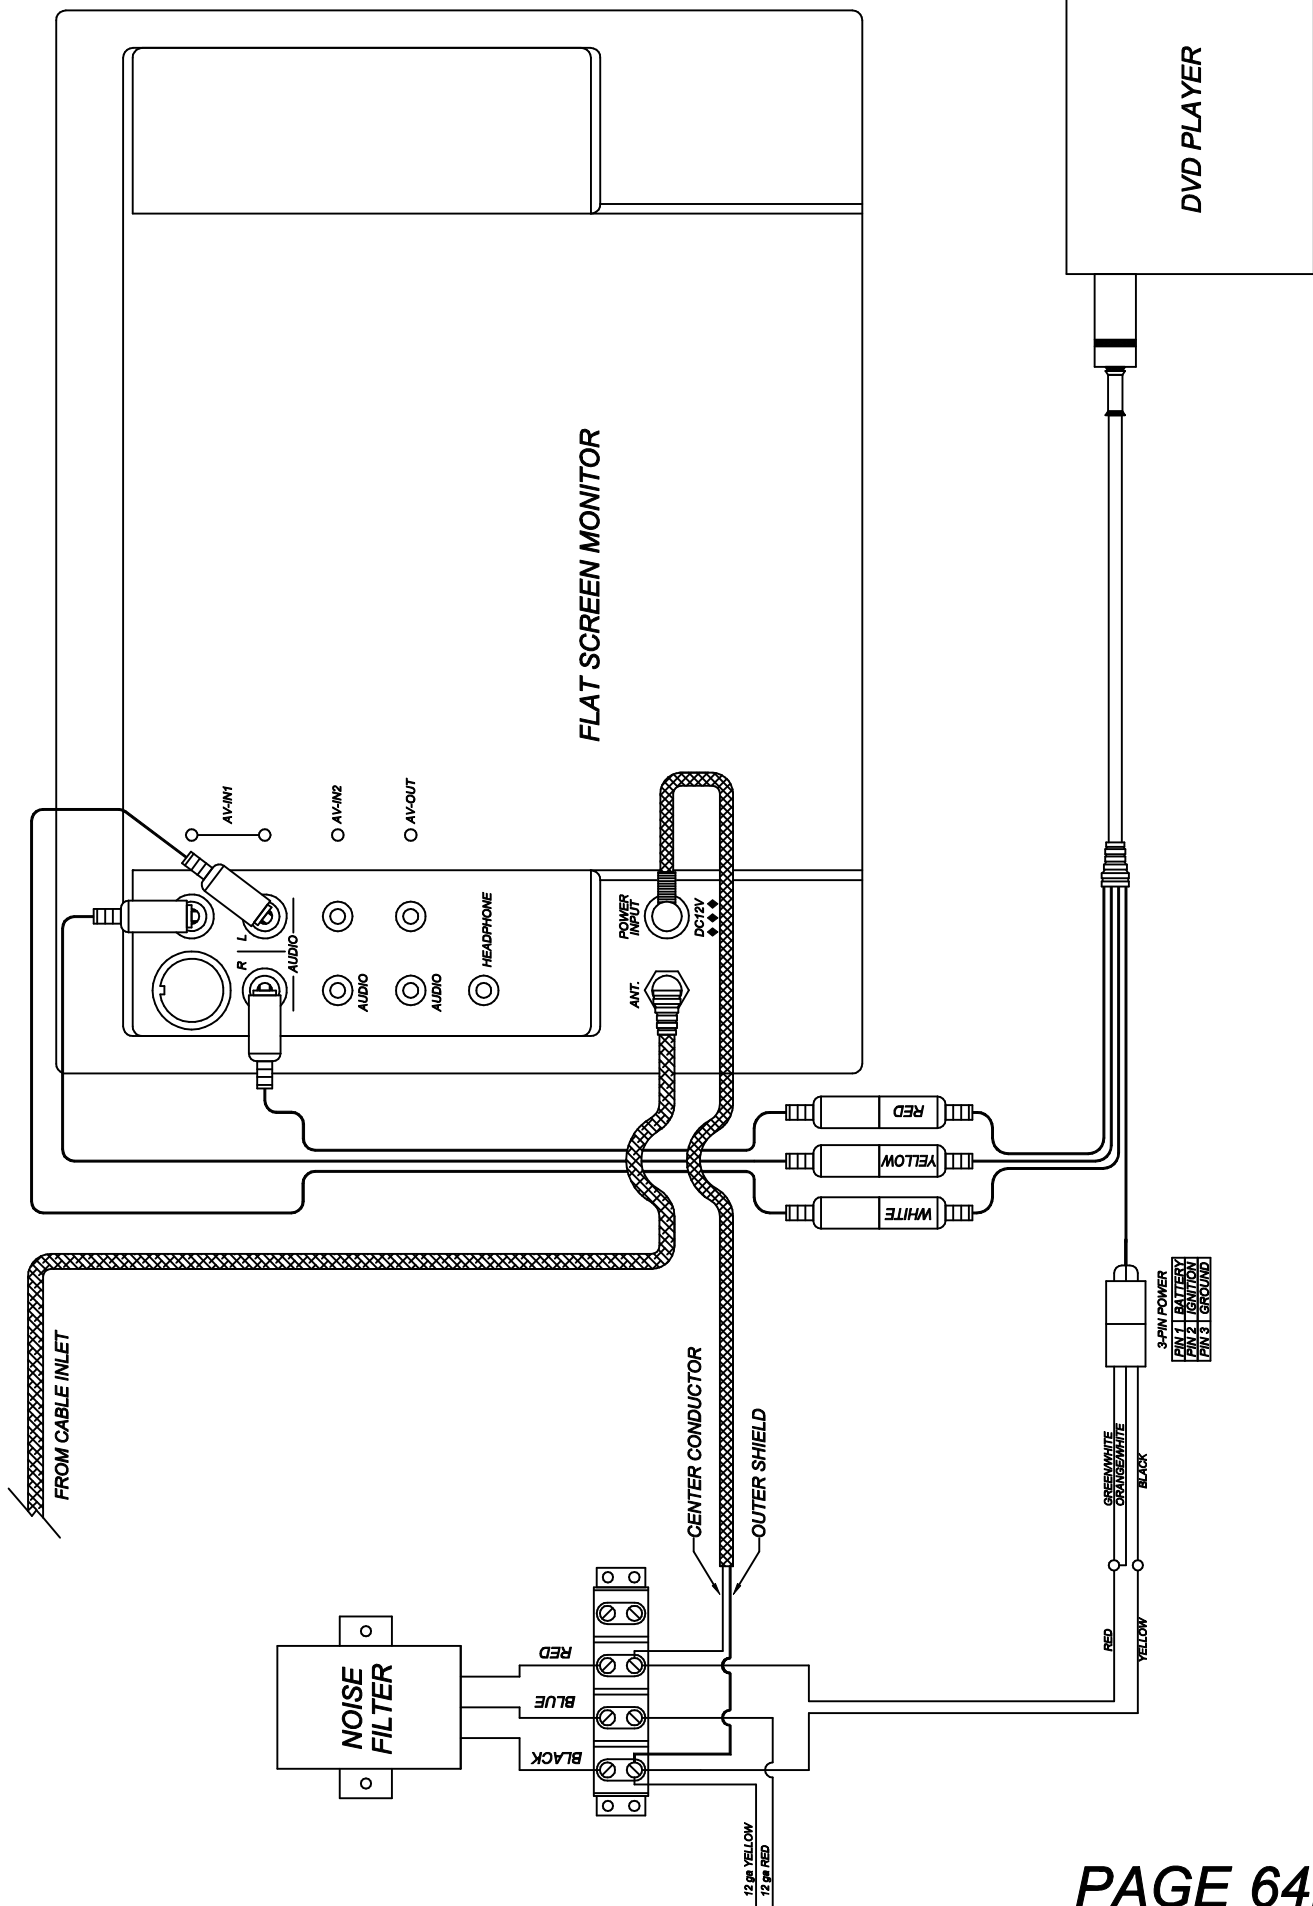 DVD PLAYER
FLAT SCREEN MONITOR
AV-IN1
AV-IN2
AV-OUT
L
R
AUDIO
AUDIO
AUDIO
HEADPHONE
POWER
INPUT
DC12V
ANT.
RED
YELLOW
WHITE
FROM CABLE INLET
3-PIN POWER
PIN 1 BATTERY
PIN 2 IGNITION
PIN 3 GROUND
CENTER CONDUCTOR
OUTER SHIELD
GREEN/WHITE
ORANGE/WHITE
BLACK
RED
YELLOW
NOISE
FILTER
RED
BLUE
BLACK
12 ga YELLOW
12 ga RED
PAGE 64